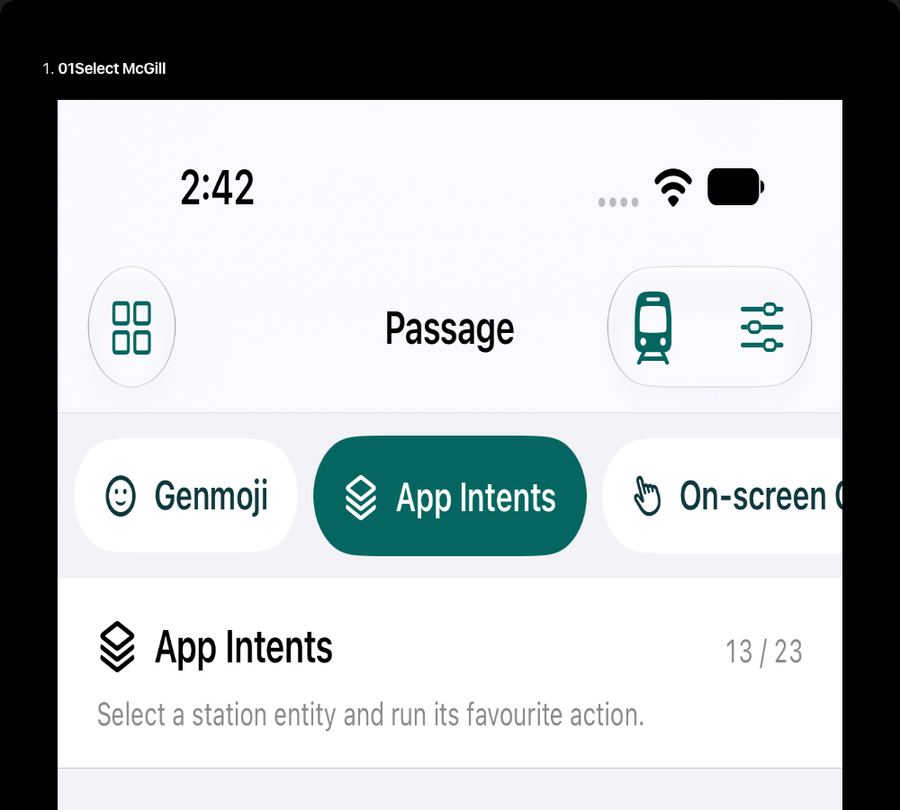 1. 01Select McGill
2:42
Passage
Genmoji
App Intents
On-screen
App Intents
13 / 23
Select a station entity and run its favourite action.